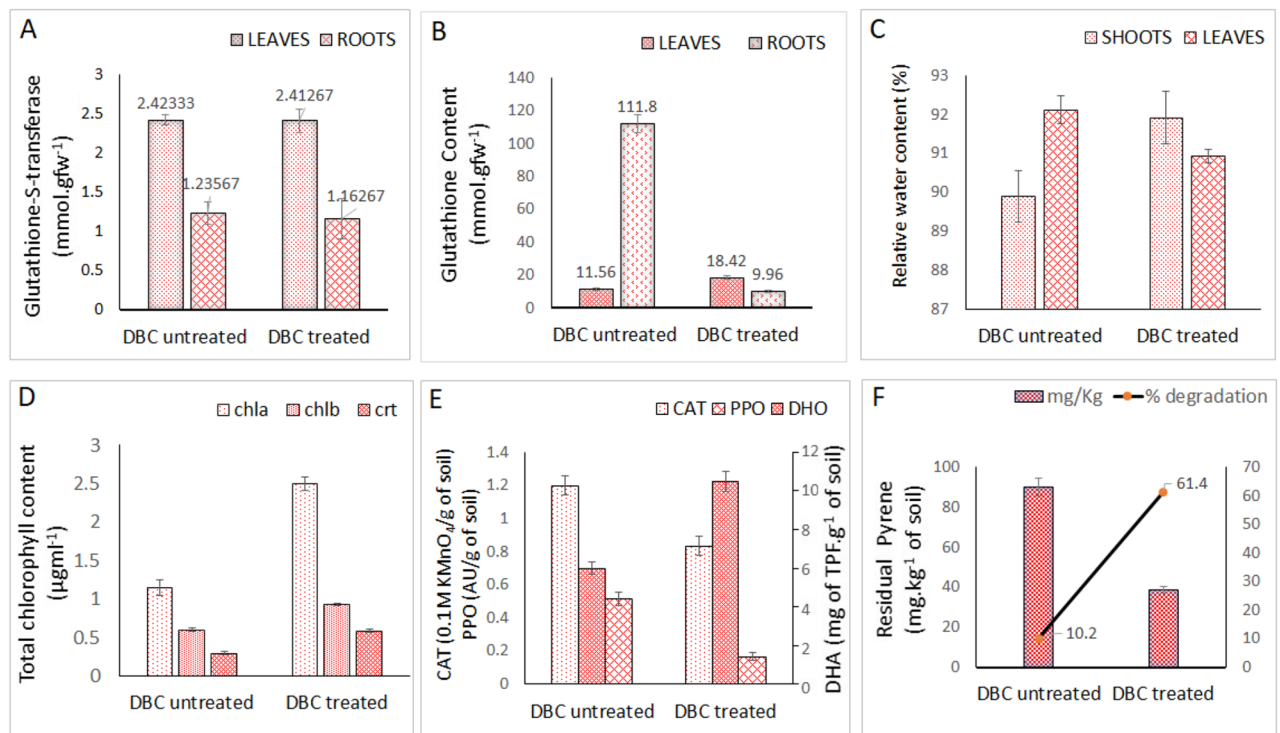 A
LEAVES ROOTS
Glutathione-S-transferase
(mmol.gfw-1)
3
2.5
2
1.5
1
0.5
0
2.42333
1.23567
2.41267
1.16267
DBC untreated DBC treated
B
LEAVES ROOTS
Glutathione Content
(mmol.gfw-1)
140
120
100
80
60
40
20
0
11.56
111.8
18.42
9.96
DBC untreated DBC treated
C
SHOOTS LEAVES
Relative water content (%)
93
92
91
90
89
88
87
DBC untreated DBC treated
D
chla chlb crt
Total chlorophyll content
(µgml-1)
3
2.5
2
1.5
1
0.5
0
DBC untreated DBC treated
E
CAT PPO DHO
CAT (0.1M KMnO4/g of soil)
PPO (AU/g of soil)
1.4
1.2
1
0.8
0.6
0.4
0.2
0
12
10
8
6
4
2
0
DHA (mg of TPF.g-1 of soil)
DBC untreated DBC treated
F
mg/Kg % degradation
Residual Pyrene
(mg.kg-1 of soil)
100
80
60
40
20
0
10.2
61.4
70
60
50
40
30
20
10
0
DBC untreated DBC treated